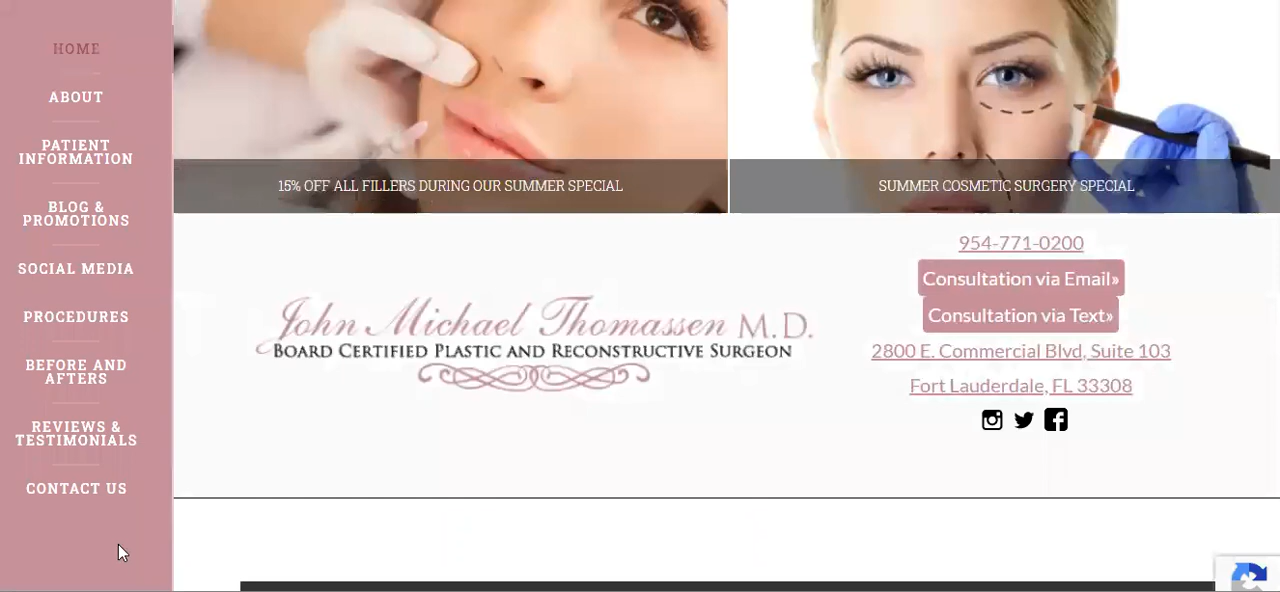 HOME
ABOUT
PATIENT
INFORMATION
BLOG &
PROMOTIONS
SOCIAL MEDIA
PROCEDURES
BEFORE AND
AFTERS
REVIEWS &
TESTIMONIALS
CONTACT US
15% OFF ALL FILLERS DURING OUR SUMMER SPECIAL
SUMMER COSMETIC SURGERY SPECIAL
John Michael Thomassen M.D.
Board Certified Plastic and Reconstructive Surgeon
954-771-0200
Consultation via Email»
Consultation via Text»
2800 E. Commercial Blvd, Suite 103
Fort Lauderdale, FL 33308